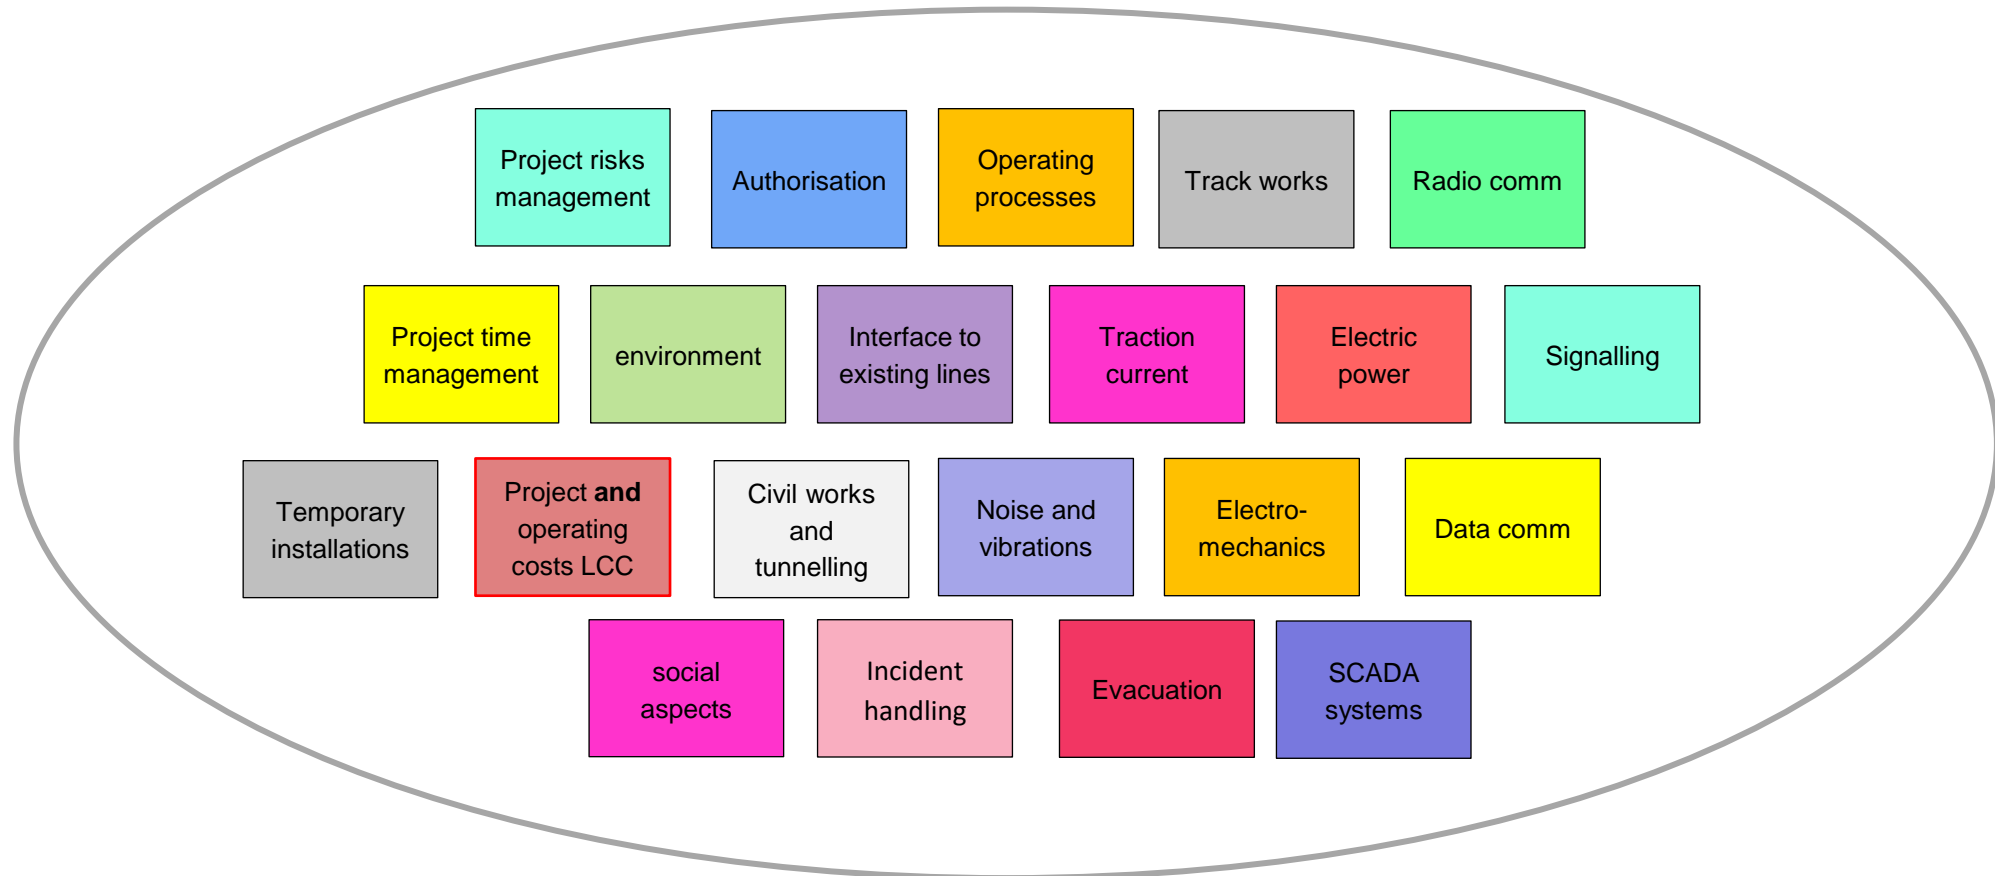 Project risks
management
Authorisation
Operating
processes
Track works
Radio comm
Project time
management
environment
Interface to
existing lines
Traction
current
Electric
power
Signalling
Temporary
installations
Project and
operating
costs LCC
Civil works
and
tunnelling
Noise and
vibrations
Electro-
mechanics
Data comm
social
aspects
Incident
handling
Evacuation
SCADA
systems